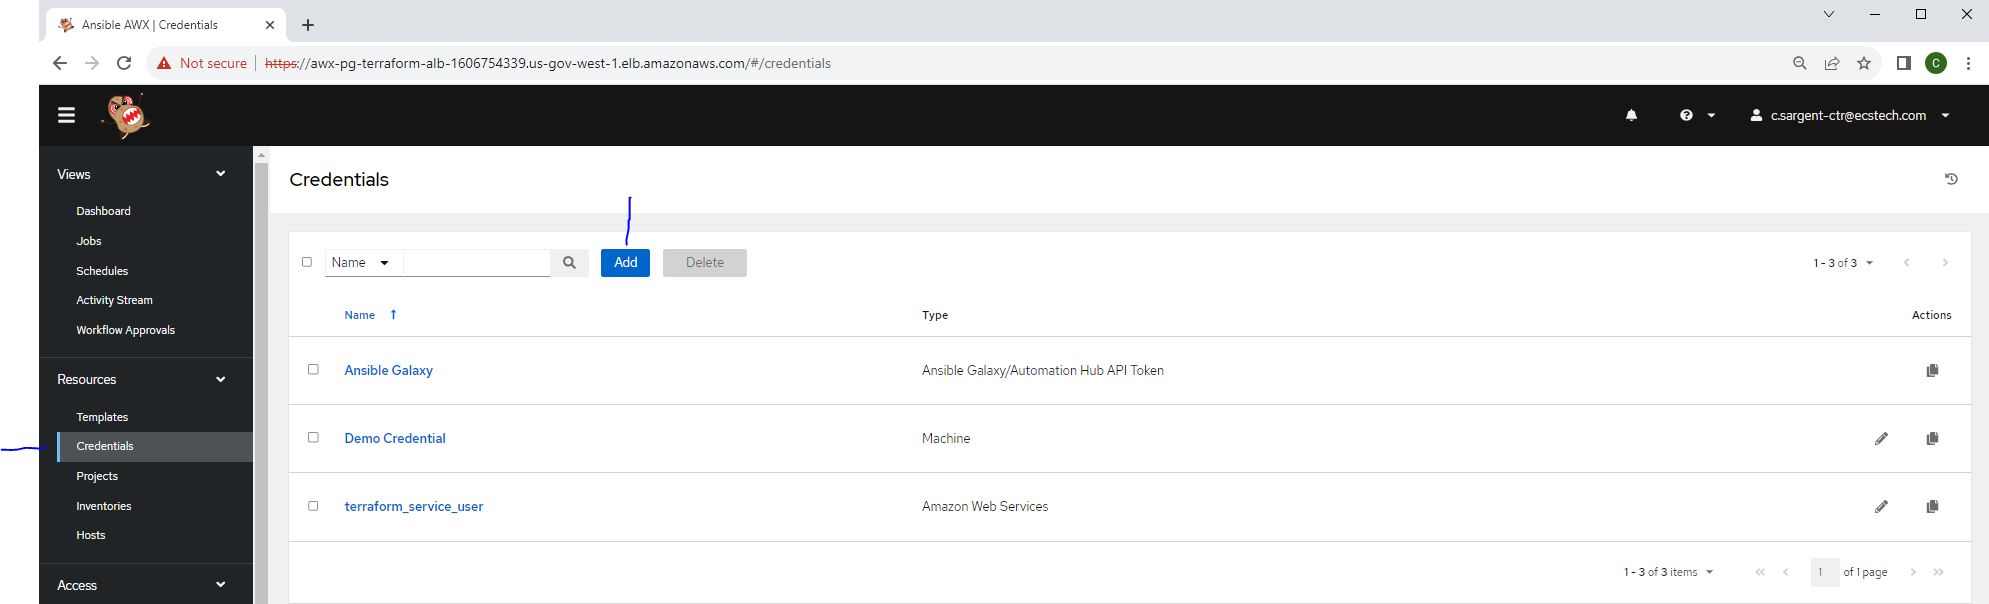 Ansible AWX | Credentials
Not secure https://awx-pg-terraform-alb-1606754339.us-gov-west-1.elb.amazonaws.com/#/credentials
C
c.sargent-ctr@ecstech.com
Views
Dashboard
Jobs
Schedules
Activity Stream
Workflow Approvals
Resources
Templates
Credentials
Projects
Inventories
Hosts
Access
Credentials
Name Add Delete 1 - 3 of 3
Name Type Actions
Ansible Galaxy Ansible Galaxy/Automation Hub API Token
Demo Credential Machine
terraform_service_user Amazon Web Services
1 - 3 of 3 items 1 of 1 page